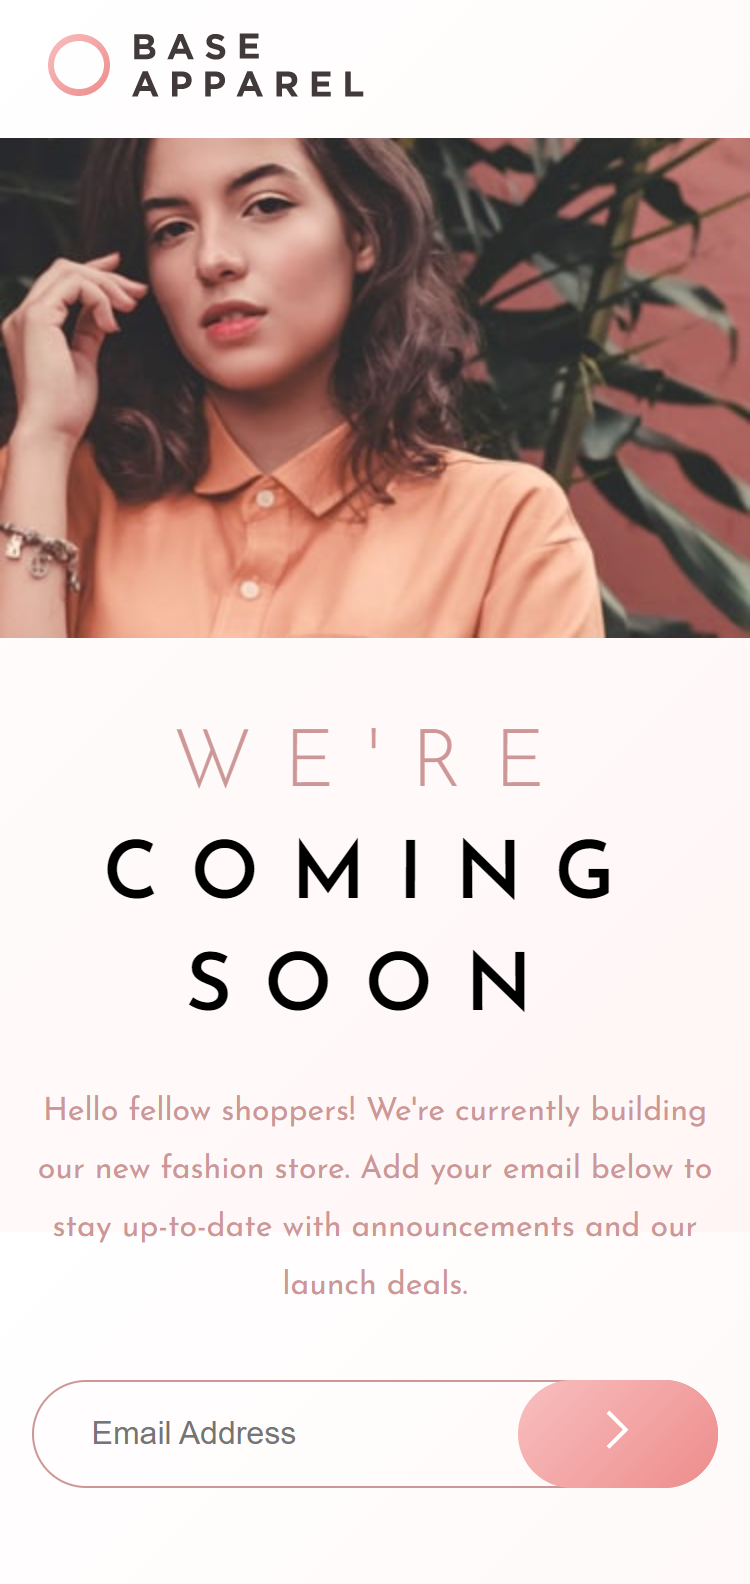 BASE
APPAREL
WE'RE
COMING
SOON
Hello fellow shoppers! We're currently building
our new fashion store. Add your email below to
stay up-to-date with announcements and our
launch deals.
Email Address